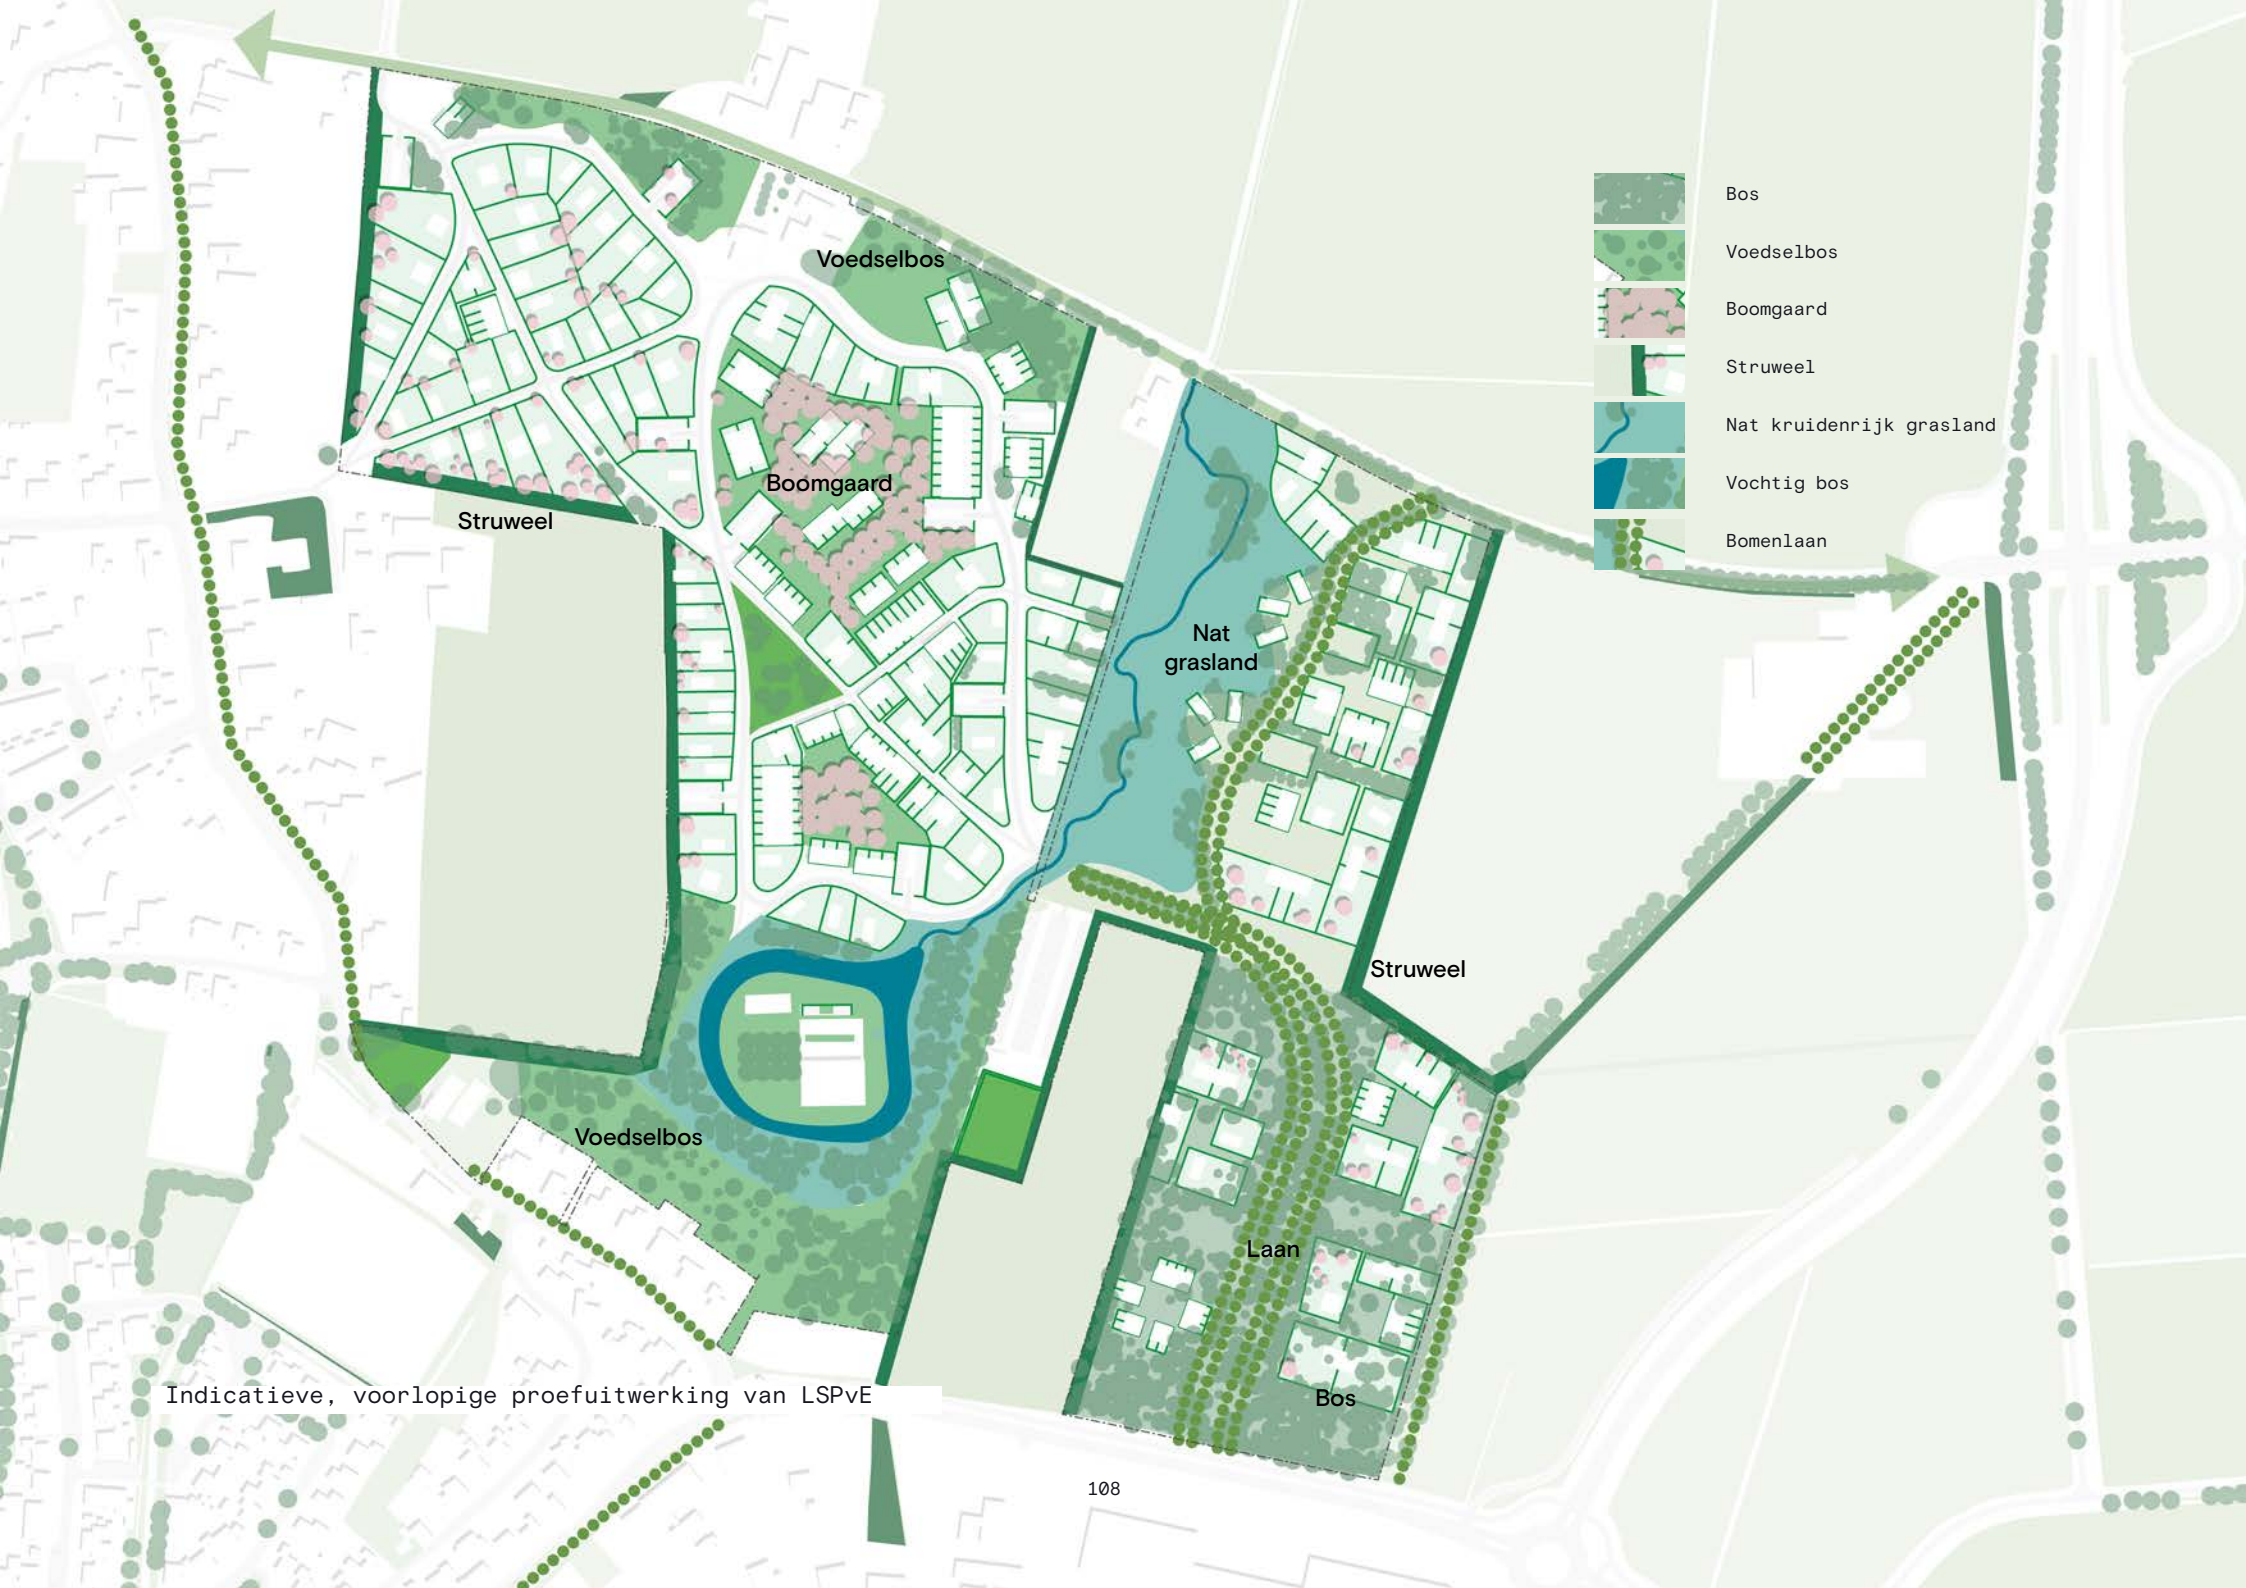 Bos
Voedselbos
Boomgaard
Struweel
Nat kruidenrijk grasland
Vochtig bos
Bomenlaan
Voedselbos
Boomgaard
Struweel
Nat
grasland
Struweel
Voedselbos
Laan
Bos
Indicatieve, voorlopige proefuitwerking van LSPvE
108